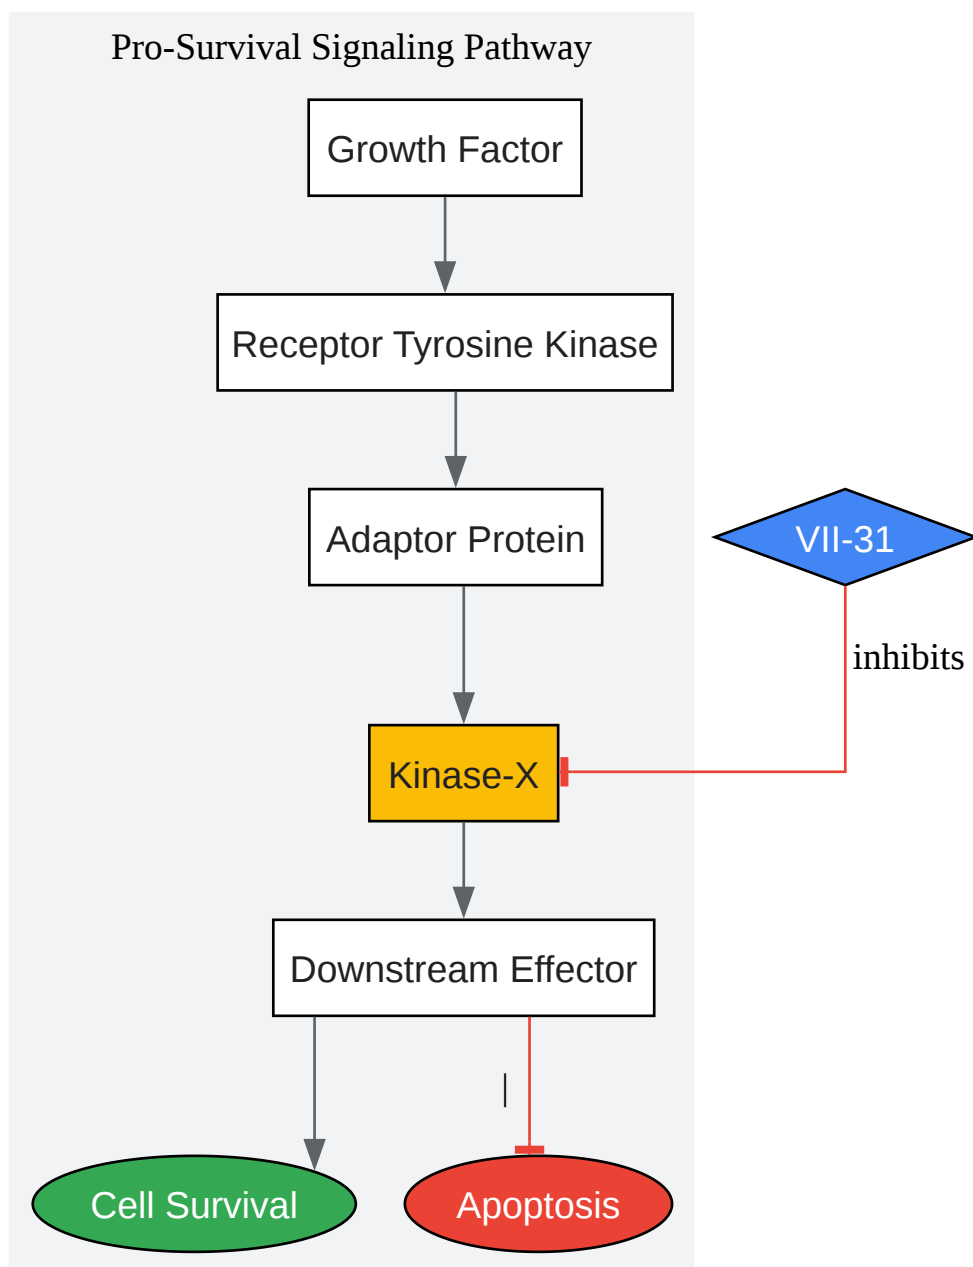 Pro-Survival Signaling Pathway
Growth Factor
Receptor Tyrosine Kinase
Adaptor Protein
VII-31
inhibits
Kinase-X
Downstream Effector
|
Cell Survival
Apoptosis